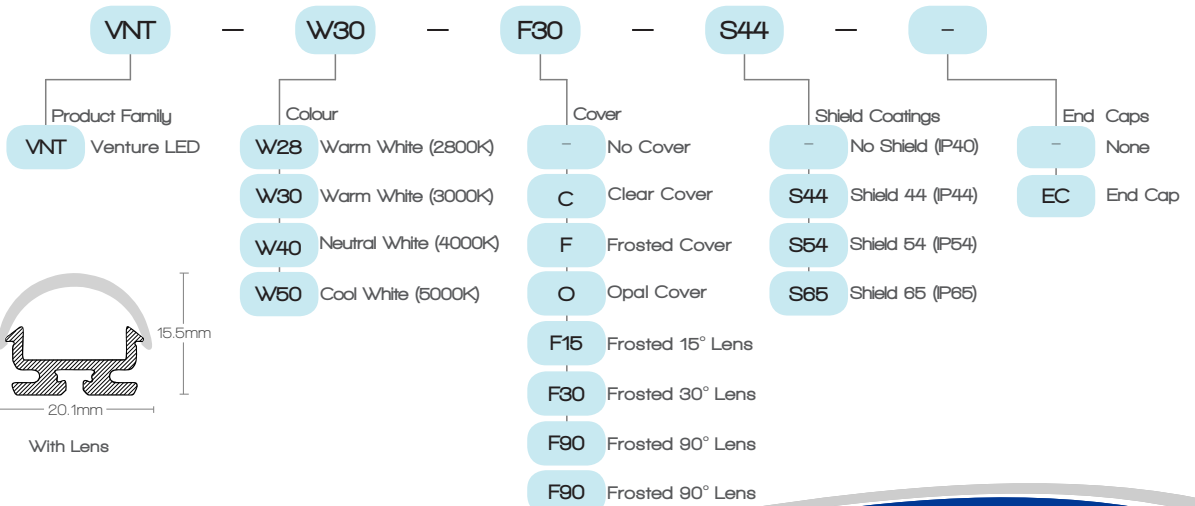 VNT — W30 — F30 — S44 — -
Product Family
VNT Venture LED
Colour
W28 Warm White (2800K)
W30 Warm White (3000K)
W40 Neutral White (4000K)
W50 Cool White (5000K)
Cover
- No Cover
C Clear Cover
F Frosted Cover
O Opal Cover
F15 Frosted 15° Lens
F30 Frosted 30° Lens
F90 Frosted 90° Lens
F90 Frosted 90° Lens
Shield Coatings
- No Shield (IP40)
S44 Shield 44 (IP44)
S54 Shield 54 (IP54)
S65 Shield 65 (IP65)
End Caps
- None
EC End Cap
15.5mm
20.1mm
With Lens